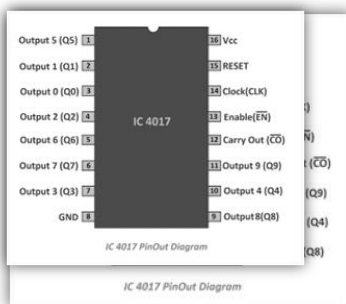 Output 5 (Q5) 1 16 Vcc
Output 1 (Q1) 2 15 RESET
Output 0 (Q0) 3 14 Clock(CLK)
Output 2 (Q2) 4 IC 4017 13 Enable(E̅N̅)
Output 6 (Q6) 5 12 Carry Out (C̅O̅)
Output 7 (Q7) 6 11 Output 9 (Q9)
Output 3 (Q3) 7 10 Output 4 (Q4)
GND 8 9 Output8(Q8)
IC 4017 PinOut Diagram
N̅)
t (C̅O̅)
(Q9)
(Q4)
(Q8)
IC 4017 PinOut Diagram